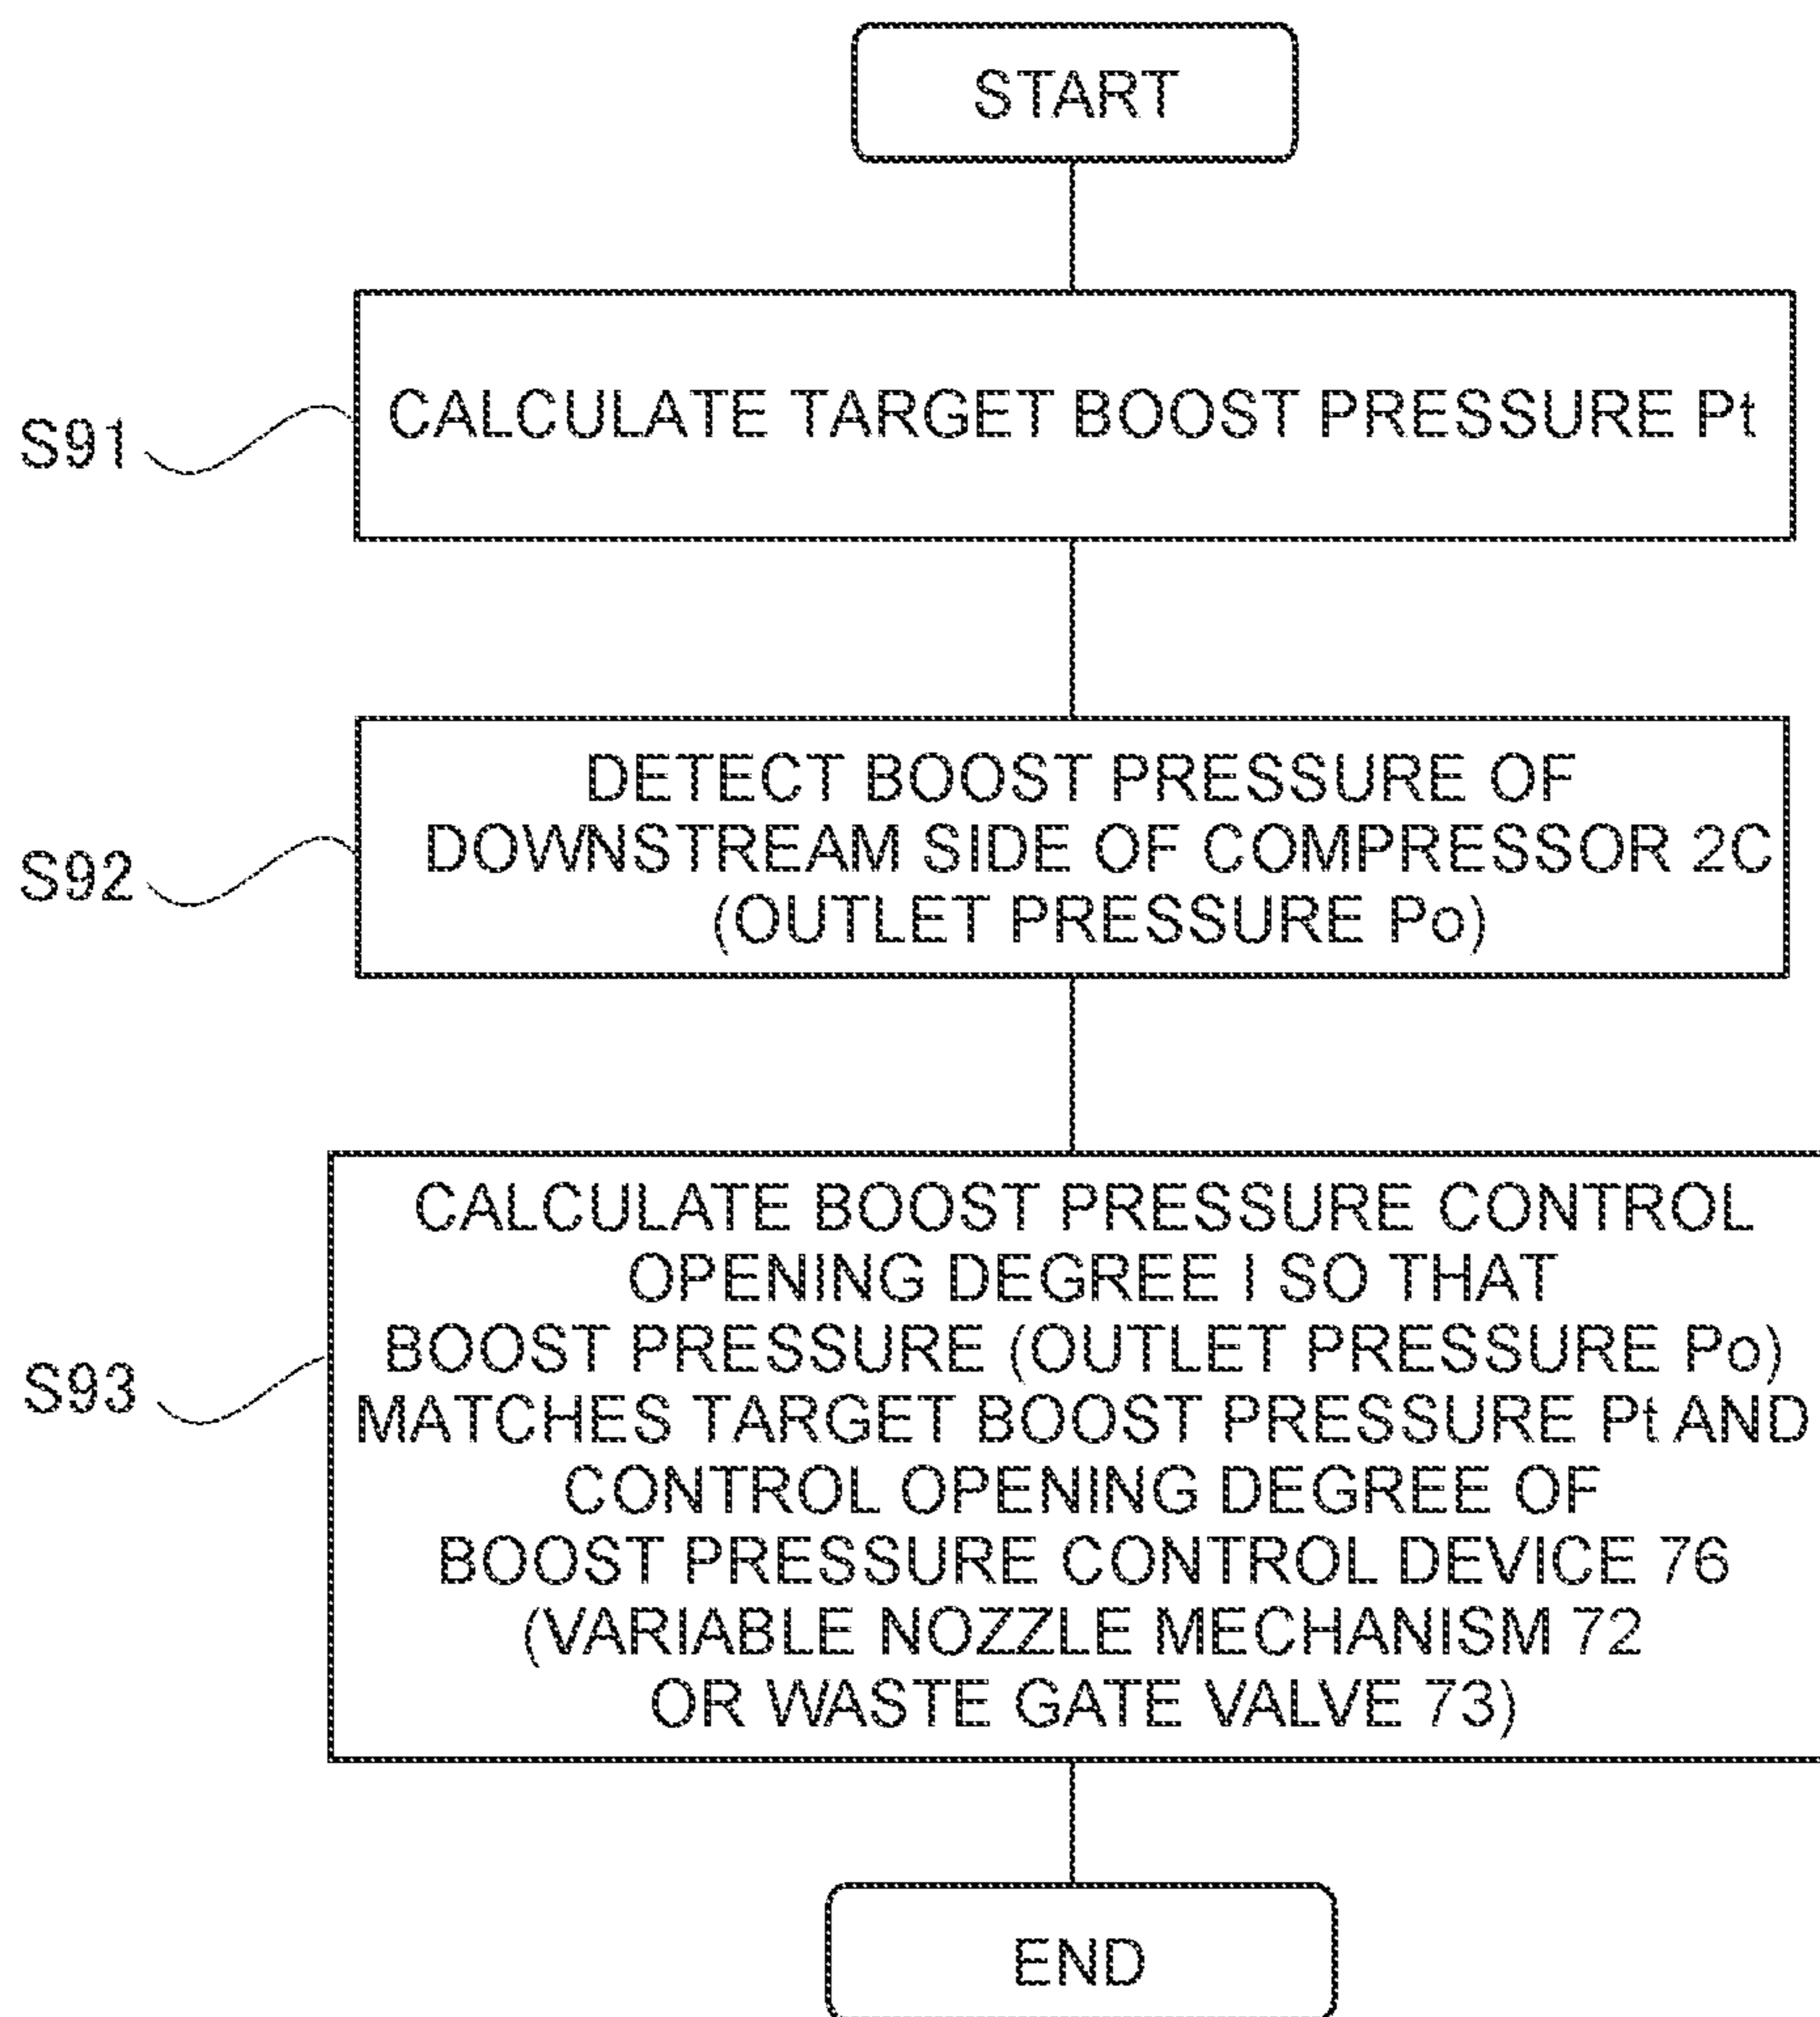 START
S91
CALCULATE TARGET BOOST PRESSURE Pt
S92
DETECT BOOST PRESSURE OF
DOWNSTREAM SIDE OF COMPRESSOR 2C
(OUTLET PRESSURE Po)
S93
CALCULATE BOOST PRESSURE CONTROL
OPENING DEGREE I SO THAT
BOOST PRESSURE (OUTLET PRESSURE Po)
MATCHES TARGET BOOST PRESSURE Pt AND
CONTROL OPENING DEGREE OF
BOOST PRESSURE CONTROL DEVICE 76
(VARIABLE NOZZLE MECHANISM 72
OR WASTE GATE VALVE 73)
END